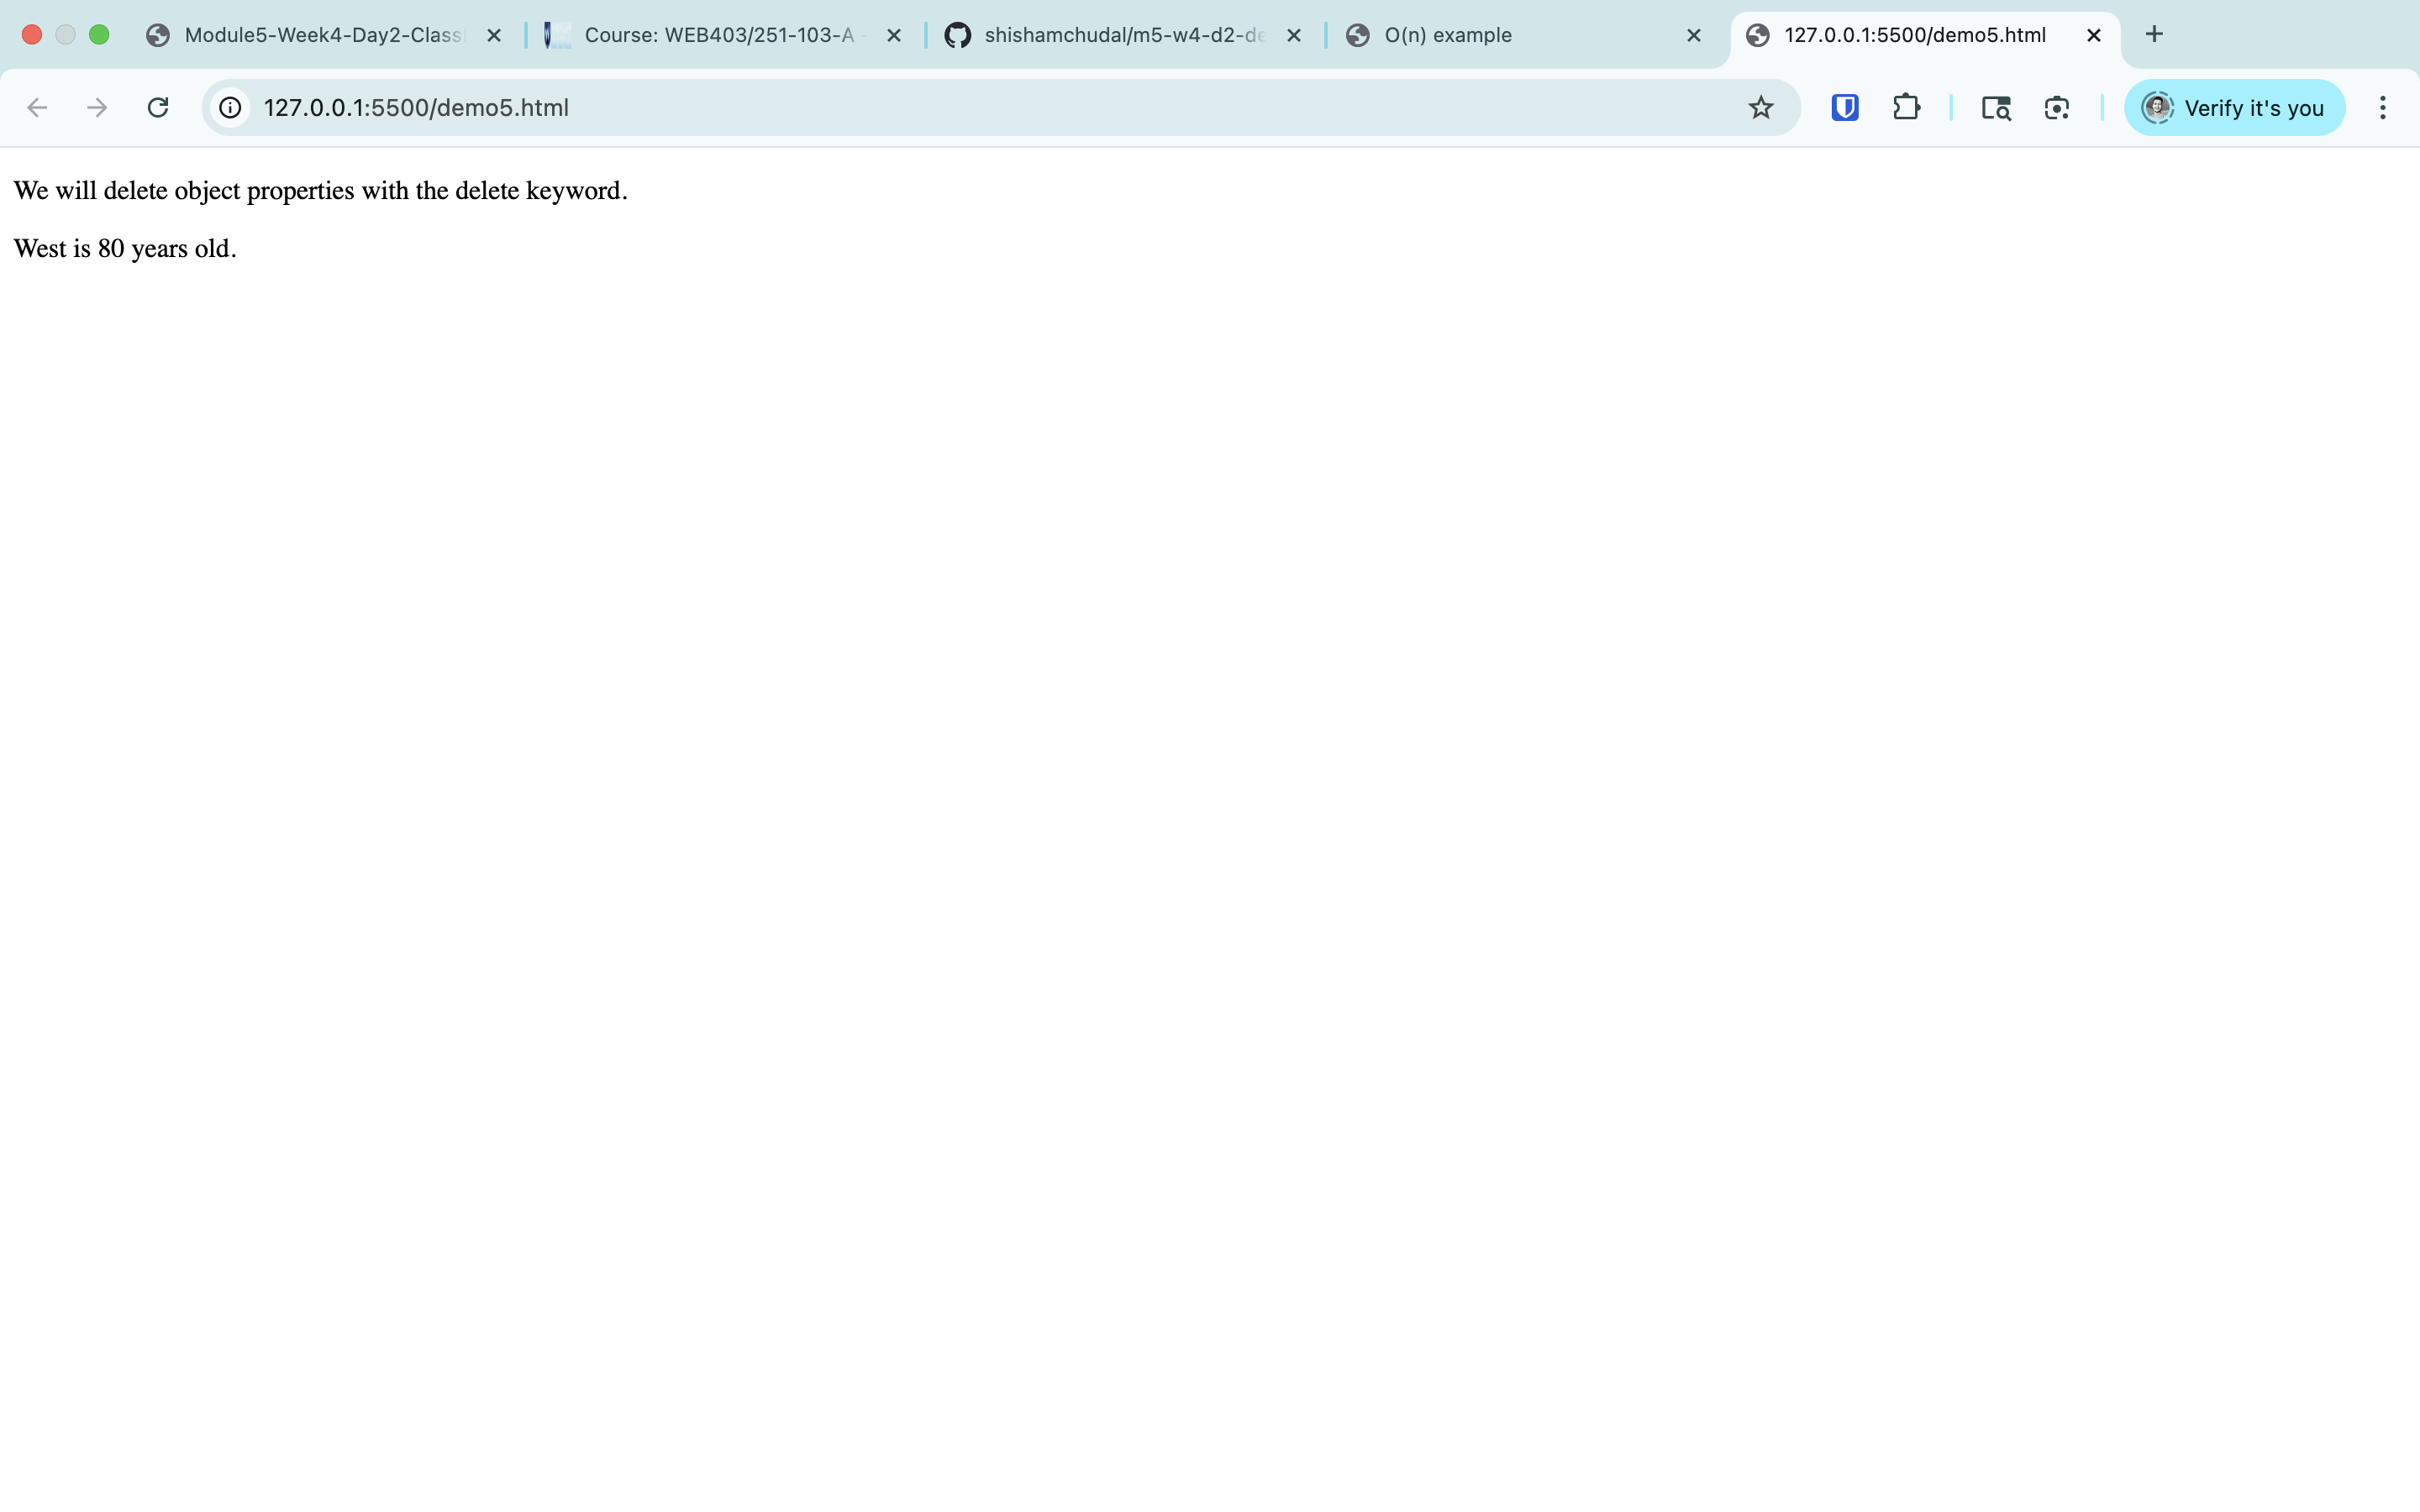 Module5-Week4-Day2-Class
Course: WEB403/251-103-A
shishamchudal/m5-w4-d2-de
O(n) example
127.0.0.1:5500/demo5.html
127.0.0.1:5500/demo5.html
Verify it's you
We will delete object properties with the delete keyword.
West is 80 years old.